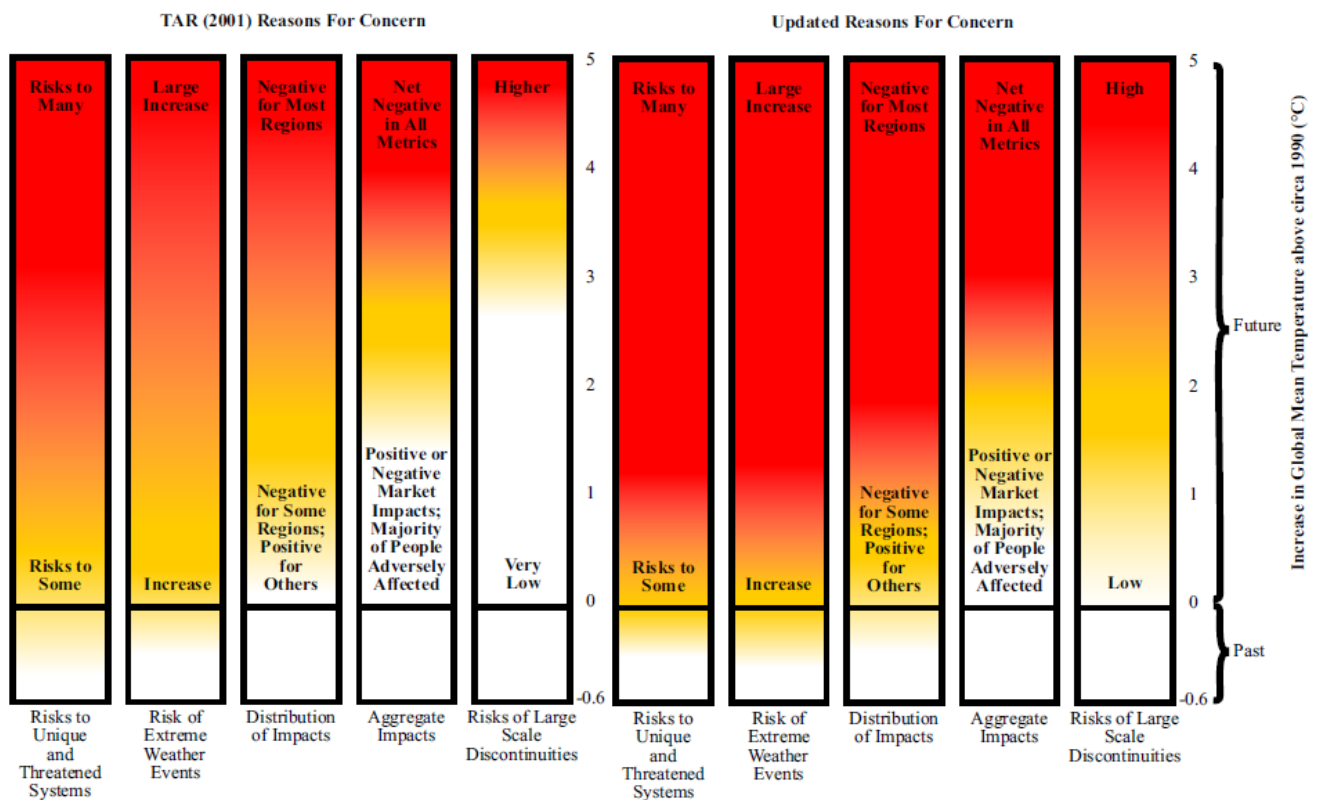 TAR (2001) Reasons For Concern
Risks to
Many
Risks to
Some
Risks to
Unique
and
Threatened
Systems
Large
Increase
Increase
Risk of
Extreme
Weather
Events
Negative
for Most
Regions
Negative
for Some
Regions;
Positive
for
Others
Distribution
of Impacts
Net
Negative
in All
Metrics
Positive or
Negative
Market
Impacts;
Majority
of People
Adversely
Affected
Aggregate
Impacts
Higher
Very
Low
Risks of Large
Scale
Discontinuities
5
4
3
2
1
0
-0.6
Updated Reasons For Concern
Risks to
Many
Risks to
Some
Risks to
Unique
and
Threatened
Systems
Large
Increase
Increase
Risk of
Extreme
Weather
Events
Negative
for Most
Regions
Negative
for Some
Regions;
Positive
for
Others
Distribution
of Impacts
Net
Negative
in All
Metrics
Positive or
Negative
Market
Impacts;
Majority
of People
Adversely
Affected
Aggregate
Impacts
High
Low
Risks of Large
Scale
Discontinuities
5
4
3
2
1
0
-0.6
Future
Past
Increase in Global Mean Temperature above circa 1990 (°C)